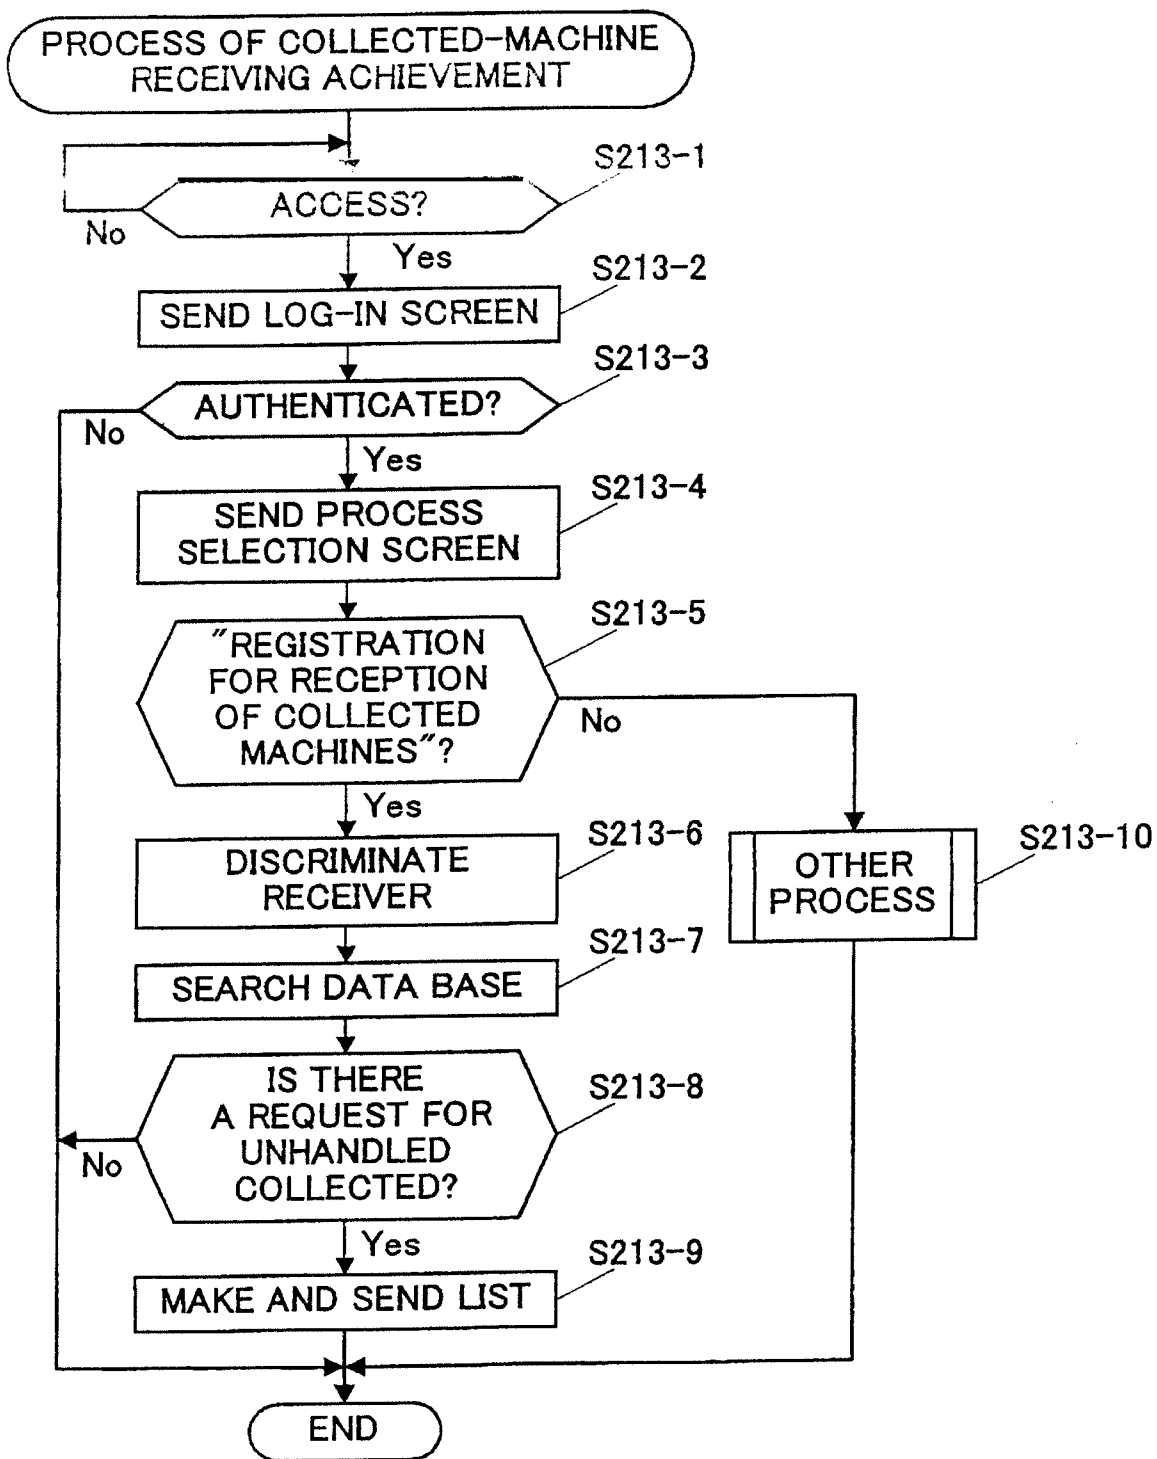 PROCESS OF COLLECTED-MACHINE
RECEIVING ACHIEVEMENT
S213-1
ACCESS?
No
Yes
S213-2
SEND LOG-IN SCREEN
S213-3
AUTHENTICATED?
No
Yes
S213-4
SEND PROCESS
SELECTION SCREEN
S213-5
"REGISTRATION
FOR RECEPTION
OF COLLECTED
MACHINES"?
No
Yes
S213-6
DISCRIMINATE
RECEIVER
S213-10
OTHER
PROCESS
S213-7
SEARCH DATA BASE
S213-8
IS THERE
A REQUEST FOR
UNHANDLED
COLLECTED?
No
Yes
S213-9
MAKE AND SEND LIST
END